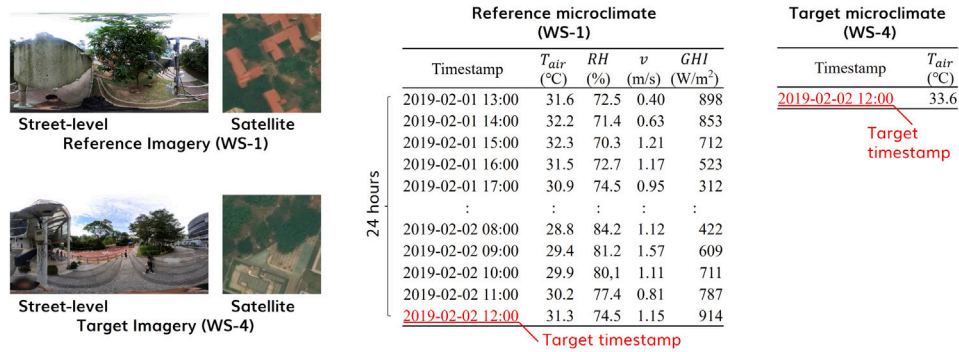 Street-level Satellite
Reference Imagery (WS-1)
Street-level Satellite
Target Imagery (WS-4)
Reference microclimate
(WS-1)
Timestamp T_air (℃) RH (%) v (m/s) GHI (W/m²)
24 hours
2019-02-01 13:00 31.6 72.5 0.40 898
2019-02-01 14:00 32.2 71.4 0.63 853
2019-02-01 15:00 32.3 70.3 1.21 712
2019-02-01 16:00 31.5 72.7 1.17 523
2019-02-01 17:00 30.9 74.5 0.95 312
: : : : :
2019-02-02 08:00 28.8 84.2 1.12 422
2019-02-02 09:00 29.4 81.2 1.57 609
2019-02-02 10:00 29.9 80,1 1.11 711
2019-02-02 11:00 30.2 77.4 0.81 787
2019-02-02 12:00 31.3 74.5 1.15 914
Target timestamp
Target microclimate
(WS-4)
Timestamp T_air (℃)
2019-02-02 12:00 33.6
Target
timestamp